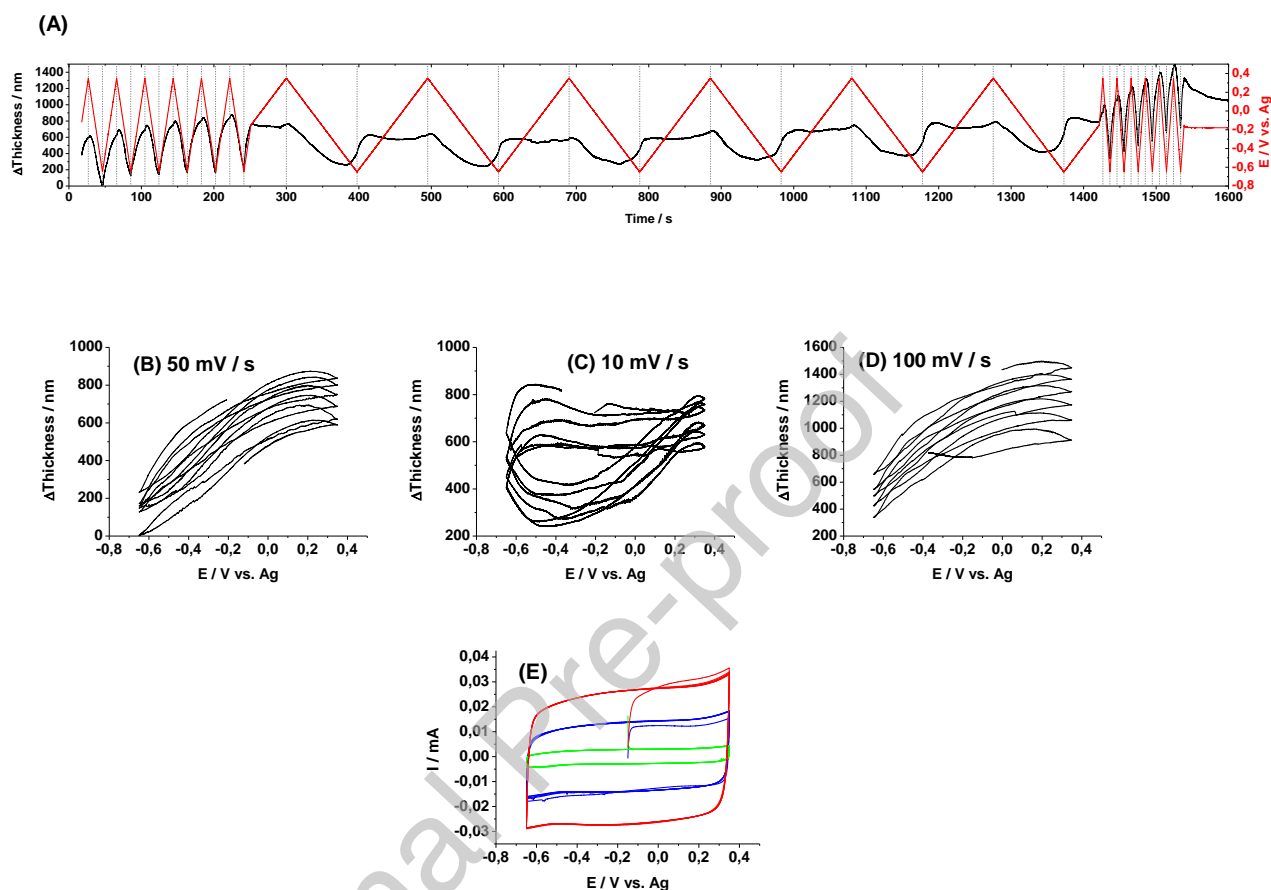 (A)
ΔThickness / nm
1400
1200
1000
800
600
400
200
0
0,4
0,2
0,0
-0,2
-0,4
-0,6
-0,8
E / V vs. Ag
0 100 200 300 400 500 600 700 800 900 1000 1100 1200 1300 1400 1500 1600
Time / s
(B) 50 mV / s
ΔThickness / nm
1000
800
600
400
200
0
-0,8 -0,6 -0,4 -0,2 0,0 0,2 0,4
E / V vs. Ag
(C) 10 mV / s
ΔThickness / nm
1000
800
600
400
200
-0,8 -0,6 -0,4 -0,2 0,0 0,2 0,4
E / V vs. Ag
(D) 100 mV / s
ΔThickness / nm
1600
1400
1200
1000
800
600
400
200
-0,8 -0,6 -0,4 -0,2 0,0 0,2 0,4
E / V vs. Ag
(E)
I / mA
0,04
0,03
0,02
0,01
0,00
-0,01
-0,02
-0,03
-0,8 -0,6 -0,4 -0,2 0,0 0,2 0,4
E / V vs. Ag
nal Pre-proof